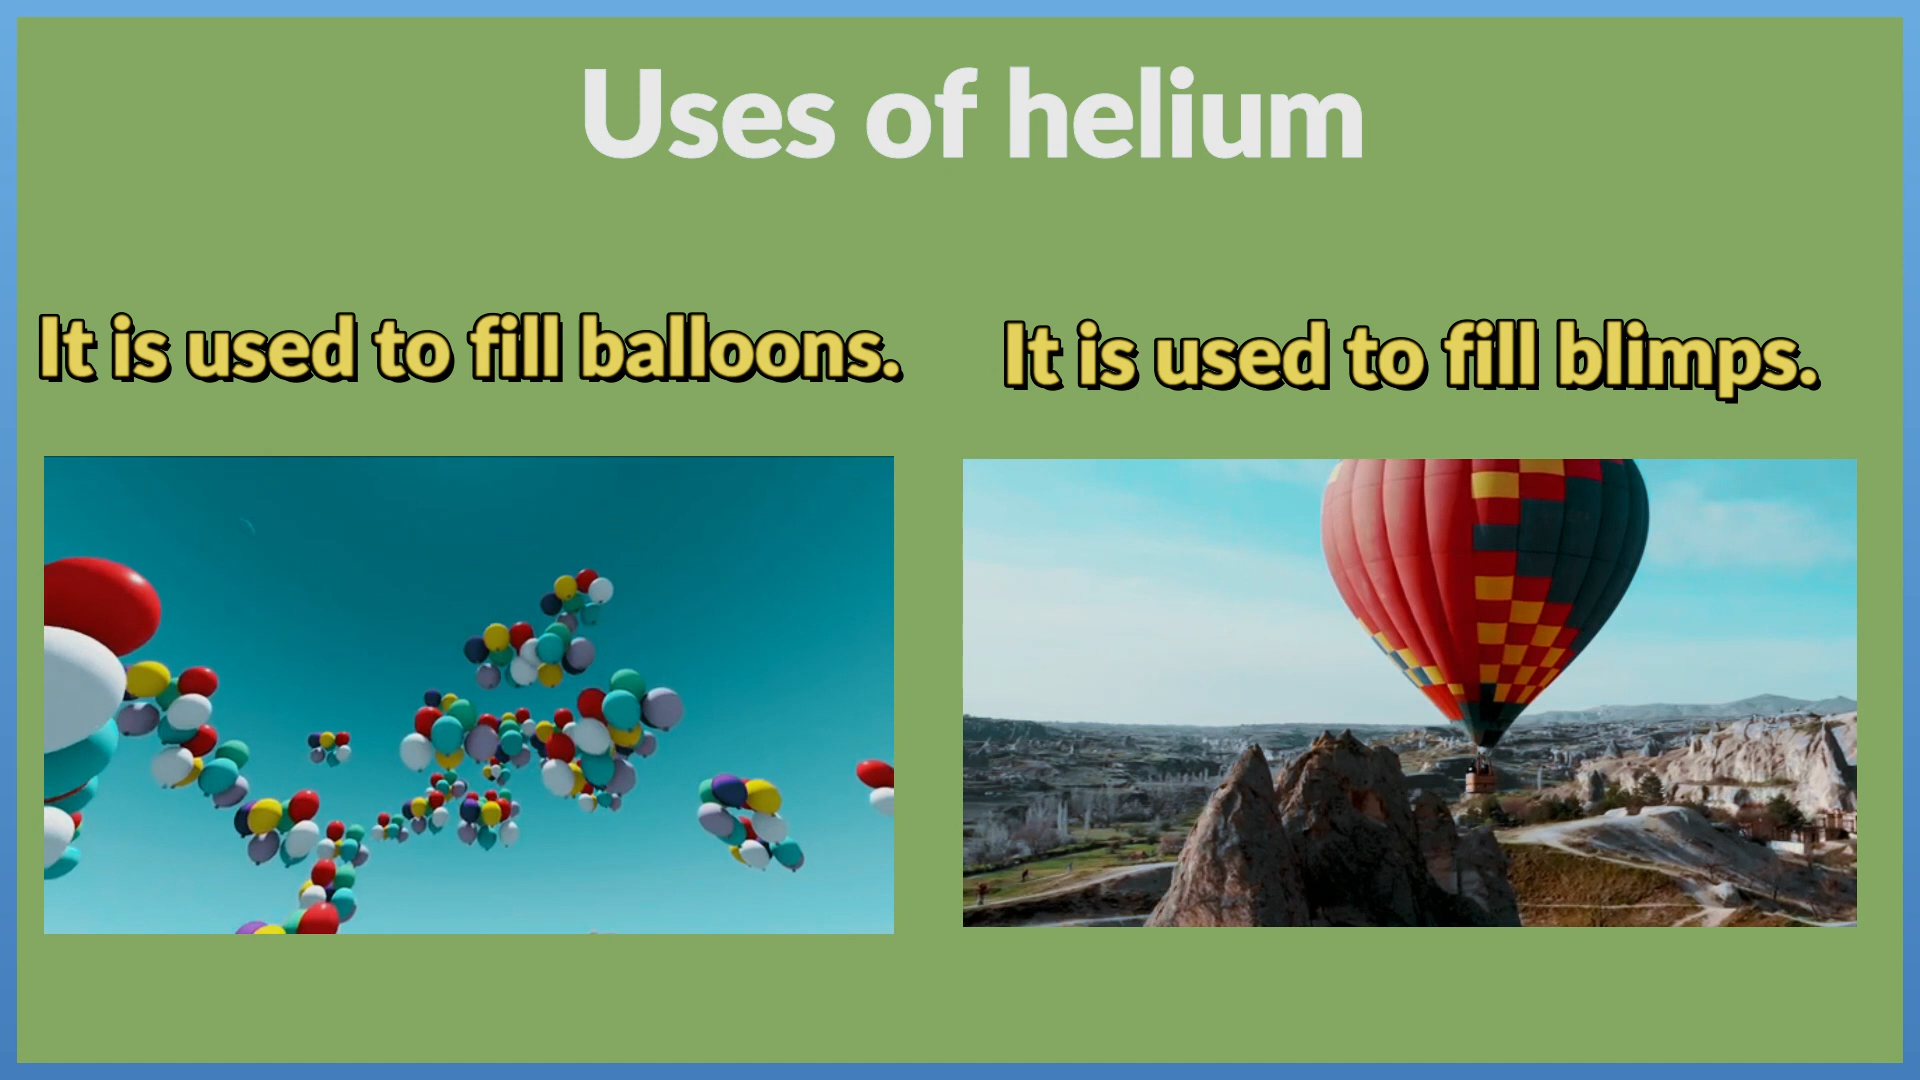 Uses of helium
It is used to fill balloons.
It is used to fill blimps.